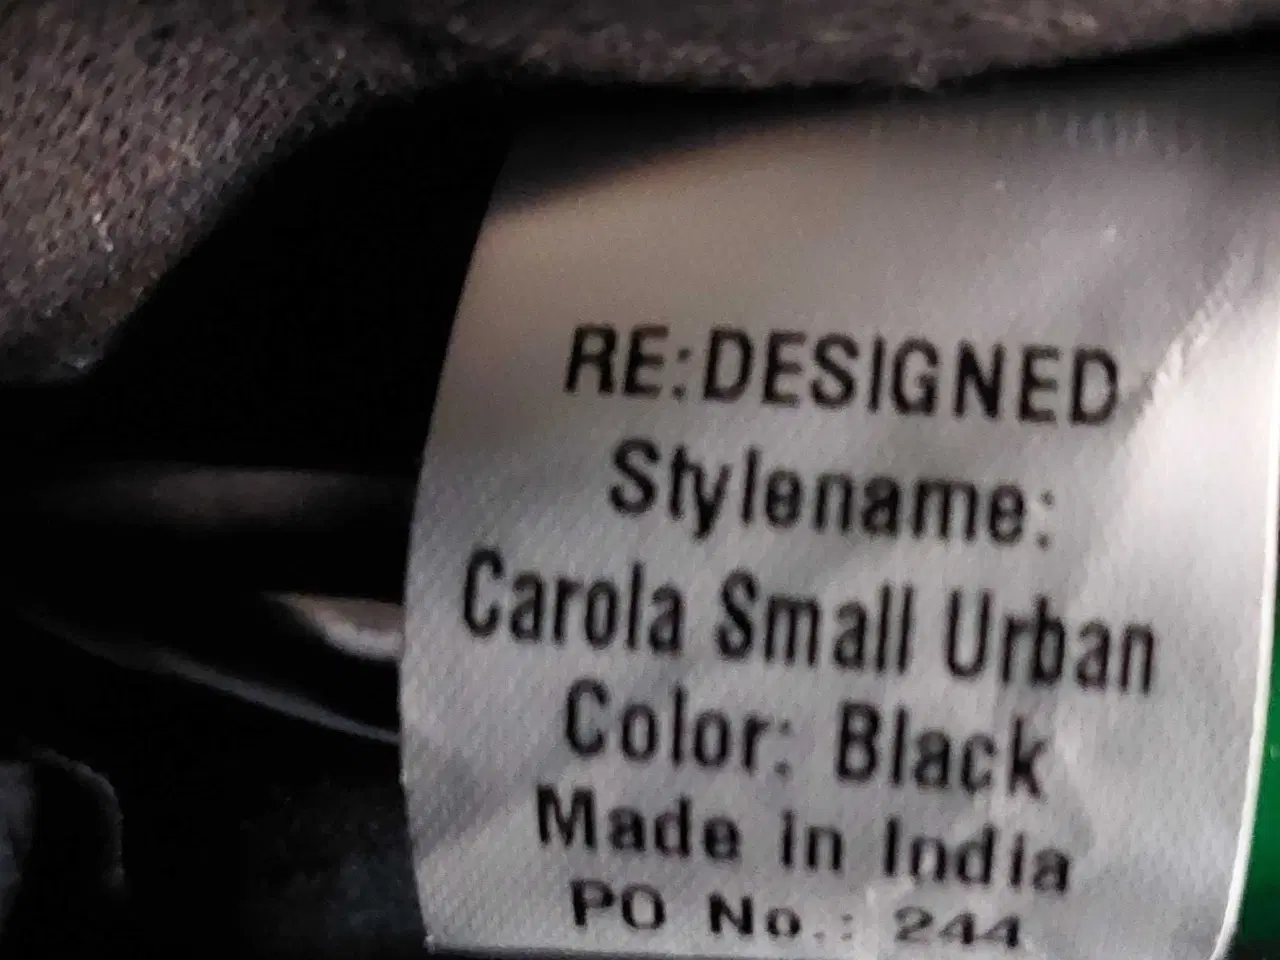 RE:DESIGNED
Stylename:
Carola Small Urban
Color: Black
Made in India
PO No.: 244